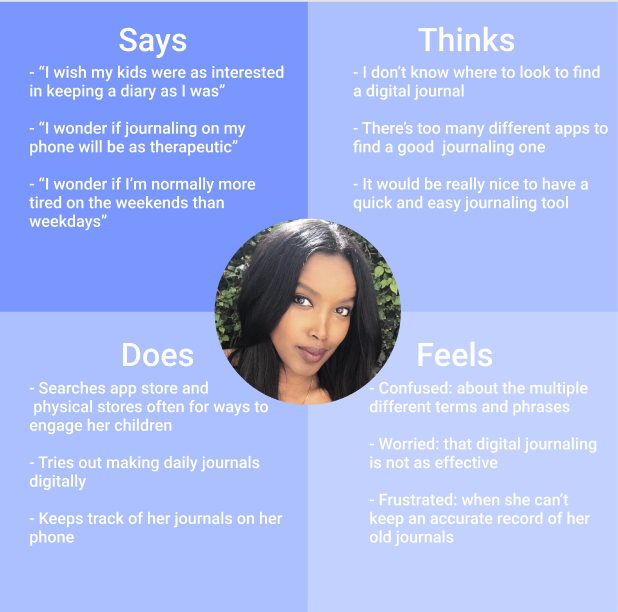 Says
- “I wish my kids were as interested
in keeping a diary as I was”
- “I wonder if journaling on my
phone will be as therapeutic”
- “I wonder if I’m normally more
tired on the weekends than
weekdays”
Thinks
- I don’t know where to look to find
a digital journal
- There’s too many different apps to
find a good journaling one
- It would be really nice to have a
quick and easy journaling tool
Does
- Searches app store and
physical stores often for ways to
engage her children
- Tries out making daily journals
digitally
- Keeps track of her journals on her
phone
Feels
- Confused: about the multiple
different terms and phrases
- Worried: that digital journaling
is not as effective
- Frustrated: when she can’t
keep an accurate record of her
old journals